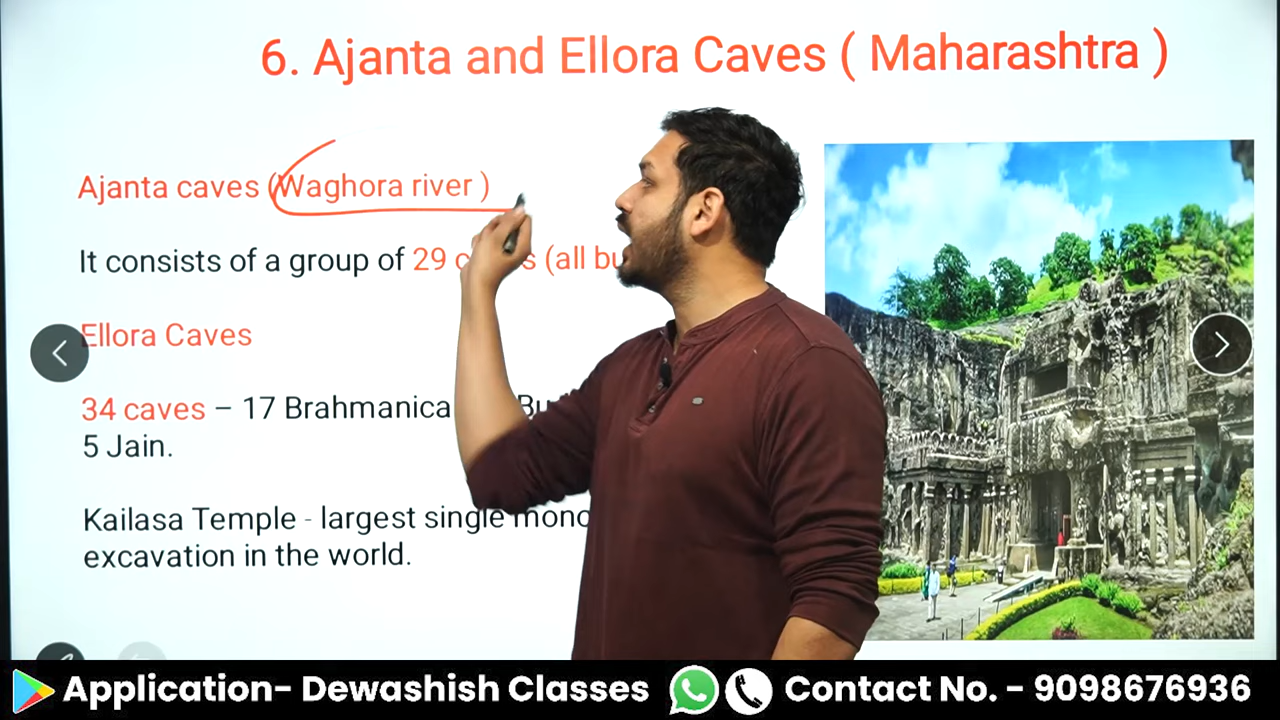 6. Ajanta and Ellora Caves ( Maharashtra )
Ajanta caves (Waghora river )
It consists of a group of 29 (all
Ellora Caves
34 caves – 17 Brahmanica
5 Jain.
Kailasa Temple - largest single
excavation in the world.
Application- Dewashish Classes
Contact No. - 9098676936